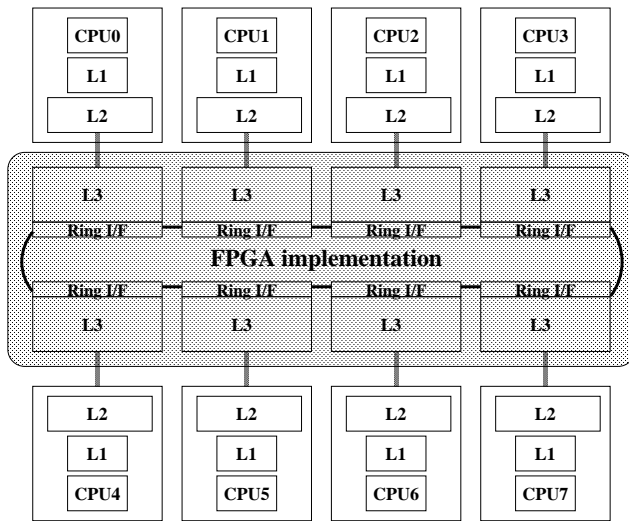 CPU0 CPU1 CPU2 CPU3
L1 L1 L1 L1
L2 L2 L2 L2
L3 L3 L3 L3
Ring I/F Ring I/F Ring I/F Ring I/F
FPGA implementation
Ring I/F Ring I/F Ring I/F Ring I/F
L3 L3 L3 L3
L2 L2 L2 L2
L1 L1 L1 L1
CPU4 CPU5 CPU6 CPU7